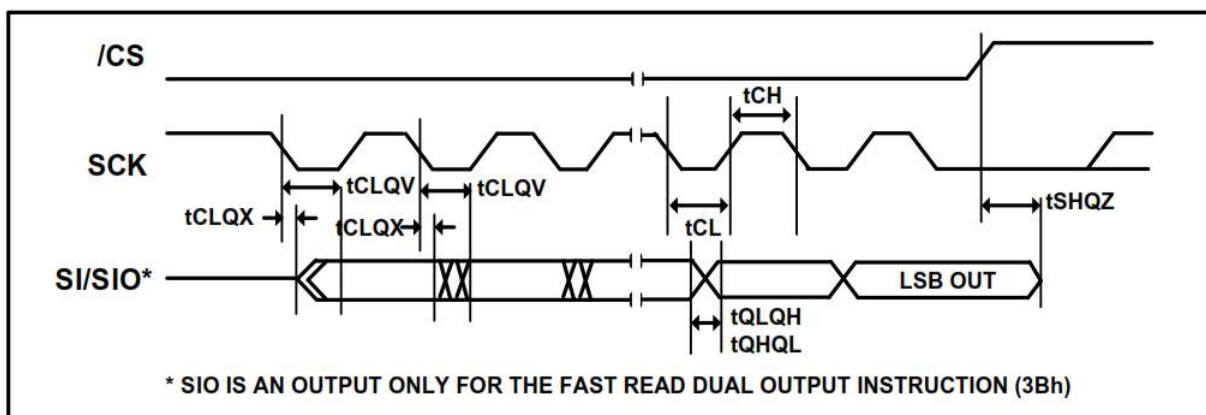 /CS
tCH
SCK
tCLQV
tCLQV
tSHQZ
tCLQX
tCLQX
tCL
SI/SIO*
LSB OUT
tQLQH
tQHQL
* SIO IS AN OUTPUT ONLY FOR THE FAST READ DUAL OUTPUT INSTRUCTION (3Bh)